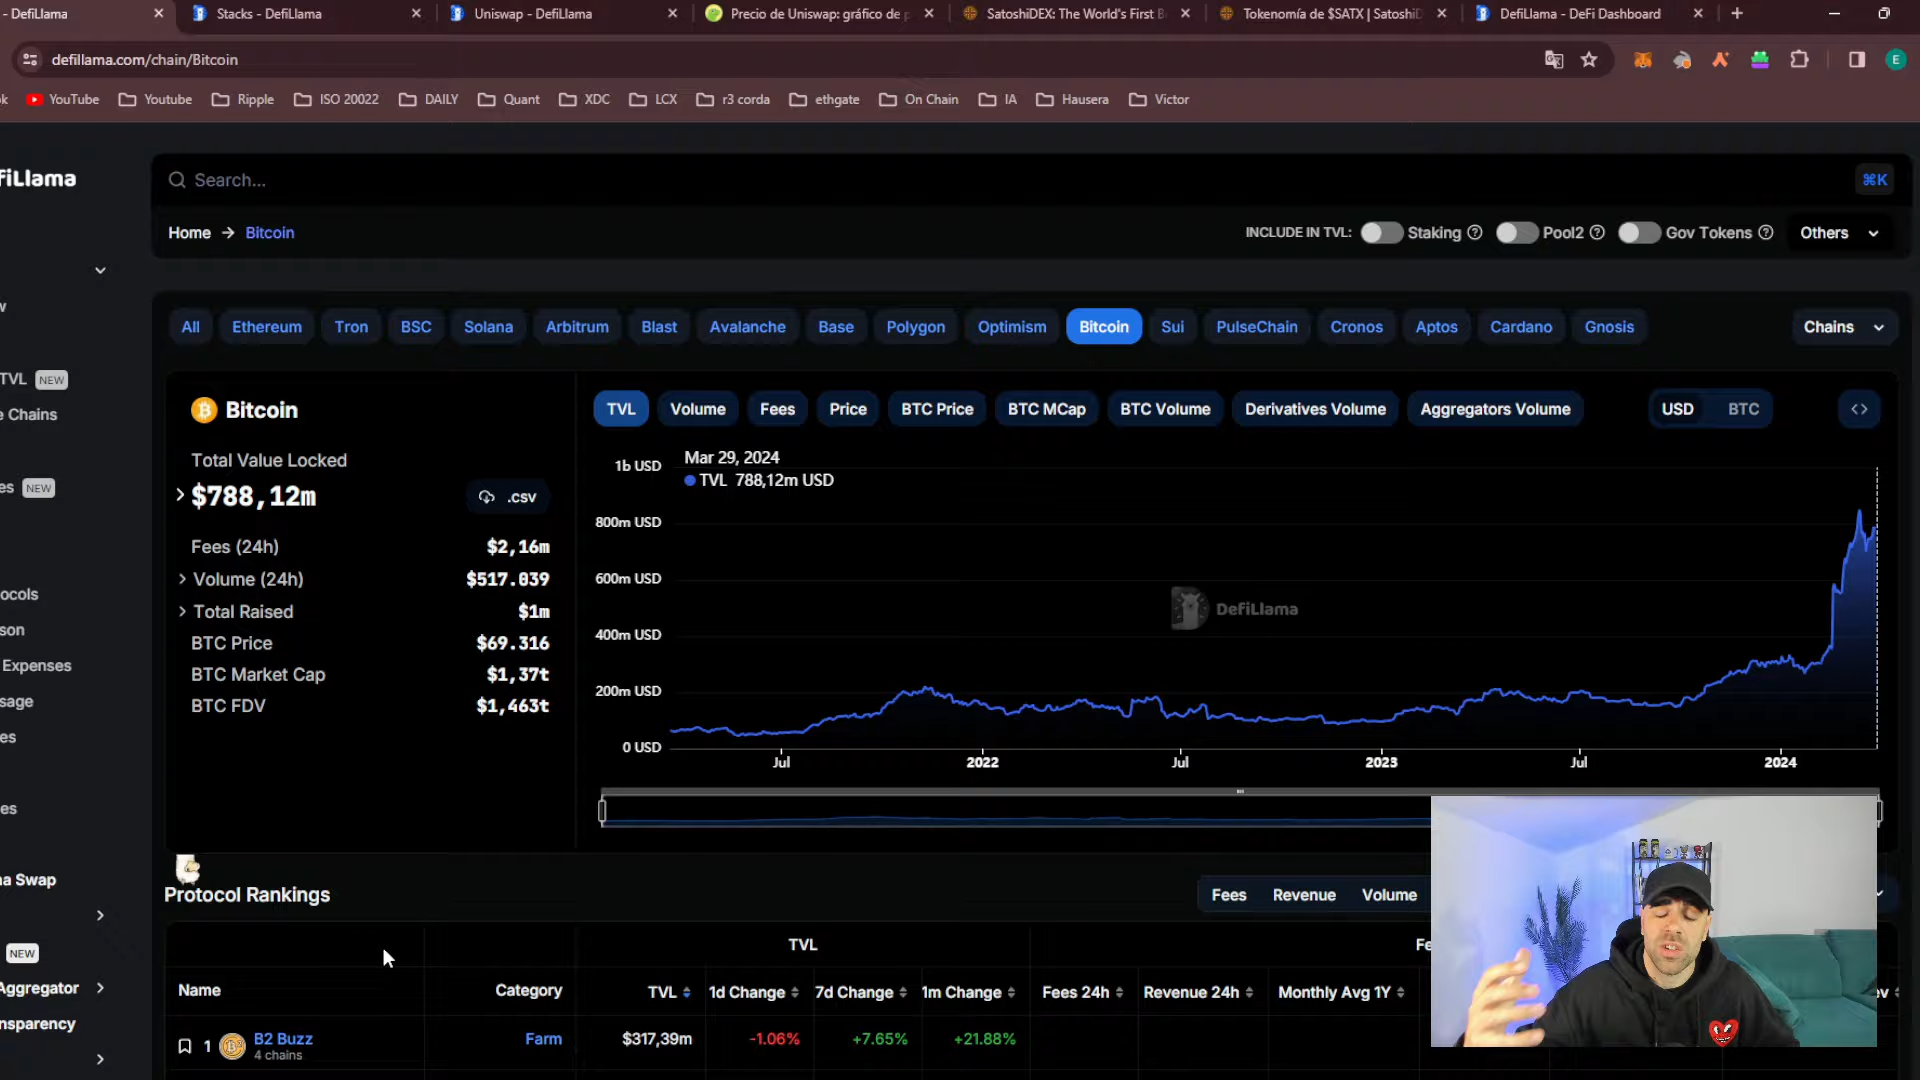 - DefiLlama
Stacks - DefiLlama
Uniswap - DefiLlama
Precio de Uniswap: gráfico de p
SatoshiDEX: The World's First B
Tokenomía de $SATX | SatoshiD
DefiLlama - DeFi Dashboard
defillama.com/chain/Bitcoin
E
k
YouTube
Youtube
Ripple
ISO 20022
DAILY
Quant
XDC
LCX
r3 corda
ethgate
On Chain
IA
Hausera
Victor
fiLlama
Search...
⌘K
Home → Bitcoin
INCLUDE IN TVL:
Staking
Pool2
Gov Tokens
Others
w
TVL NEW
e Chains
es NEW
ocols
son
Expenses
sage
es
es
ma Swap
NEW
Aggregator
nsparency
All
Ethereum
Tron
BSC
Solana
Arbitrum
Blast
Avalanche
Base
Polygon
Optimism
Bitcoin
Sui
PulseChain
Cronos
Aptos
Cardano
Gnosis
Chains
Bitcoin
Total Value Locked
$788,12m
.csv
Fees (24h) $2,16m
Volume (24h) $517.039
Total Raised $1m
BTC Price $69.316
BTC Market Cap $1,37t
BTC FDV $1,463t
TVL
Volume
Fees
Price
BTC Price
BTC MCap
BTC Volume
Derivatives Volume
Aggregators Volume
USD
BTC
<>
Mar 29, 2024
TVL 788,12m USD
1b USD
800m USD
600m USD
400m USD
200m USD
0 USD
DefiLlama
Jul
2022
Jul
2023
Jul
2024
Protocol Rankings
Fees
Revenue
Volume
TVL
Fe
Name
Category
TVL
1d Change
7d Change
1m Change
Fees 24h
Revenue 24h
Monthly Avg 1Y
ev
1
B2 Buzz
4 chains
Farm
$317,39m
-1.06%
+7.65%
+21.88%